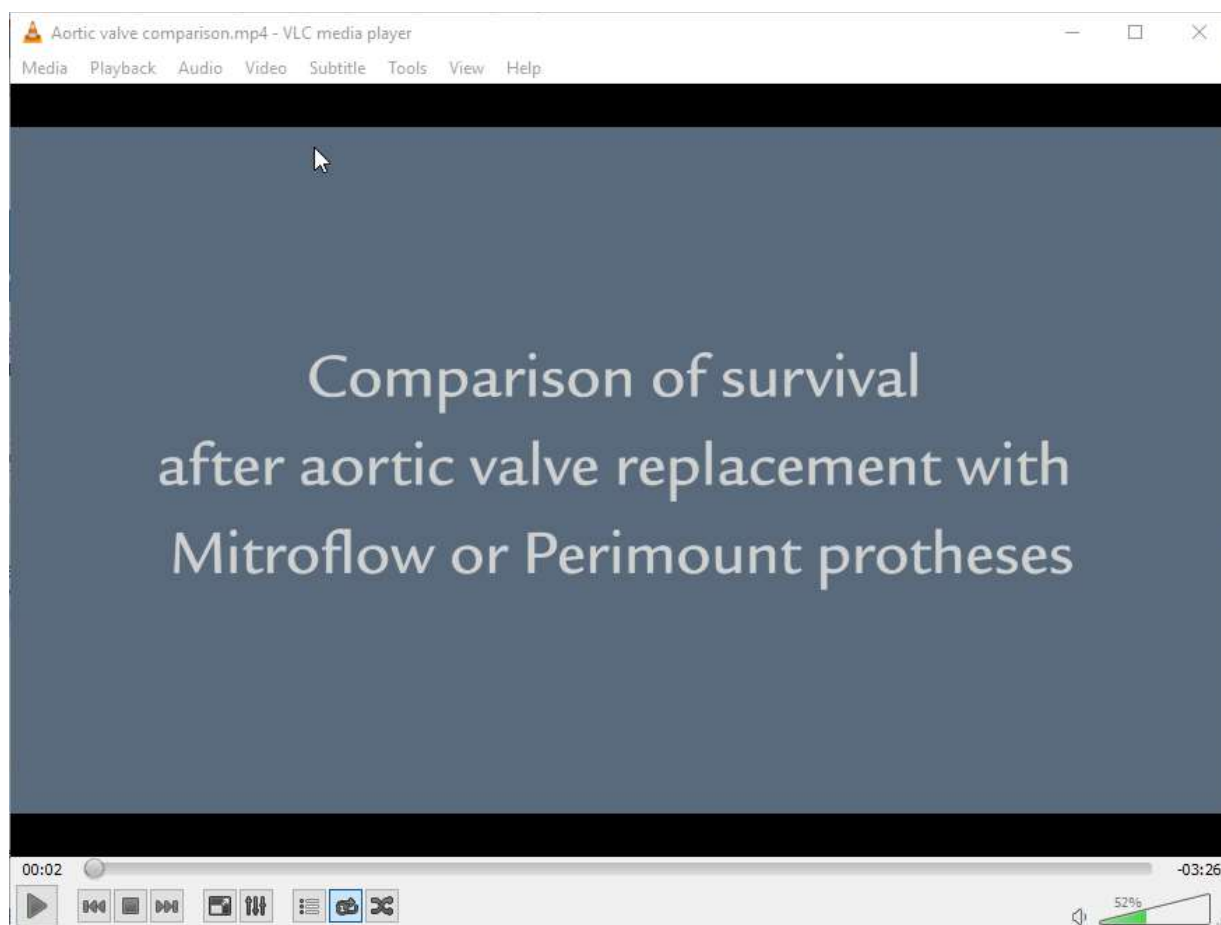 Aortic valve comparison.mp4 - VLC media player
Media Playback Audio Video Subtitle Tools View Help
Comparison of survival
after aortic valve replacement with
Mitroflow or Perimount protheses
00:02
-03:26
52%